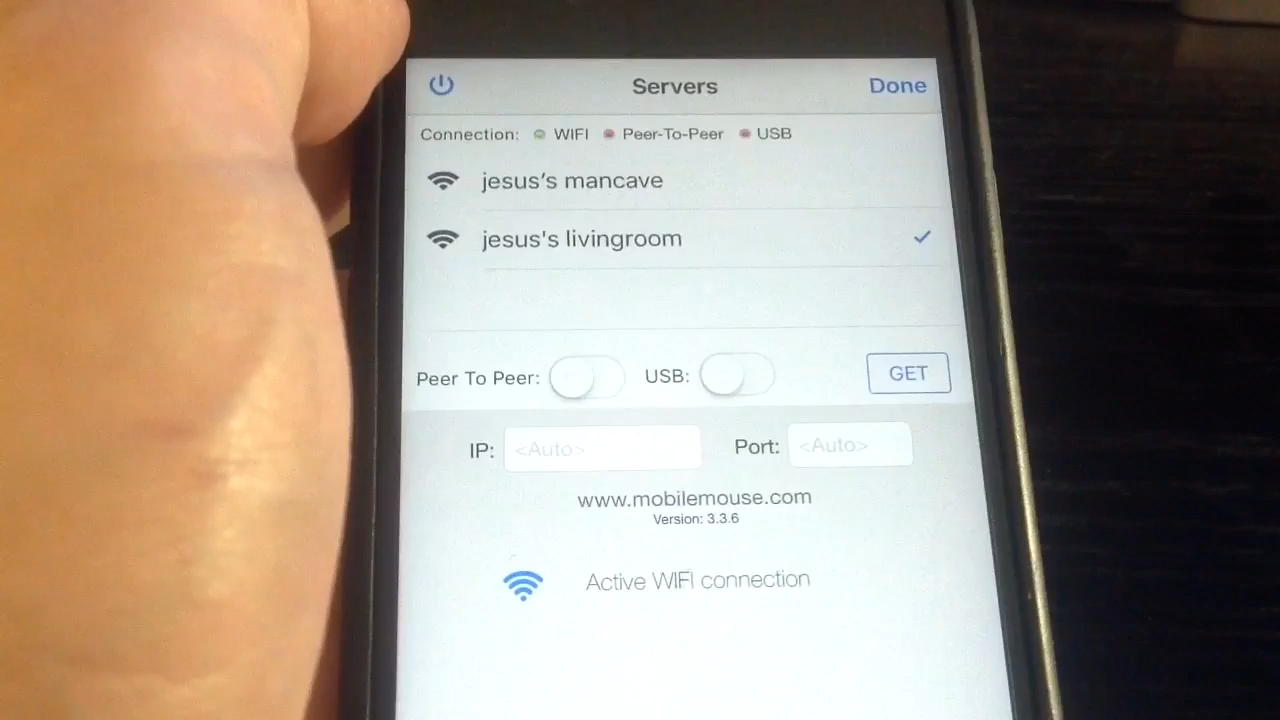 Servers Done
Connection: WIFI Peer-To-Peer USB
jesus's mancave
jesus's livingroom
Peer To Peer: USB: GET
IP: <Auto> Port: <Auto>
www.mobilemouse.com
Version: 3.3.6
Active WIFI connection